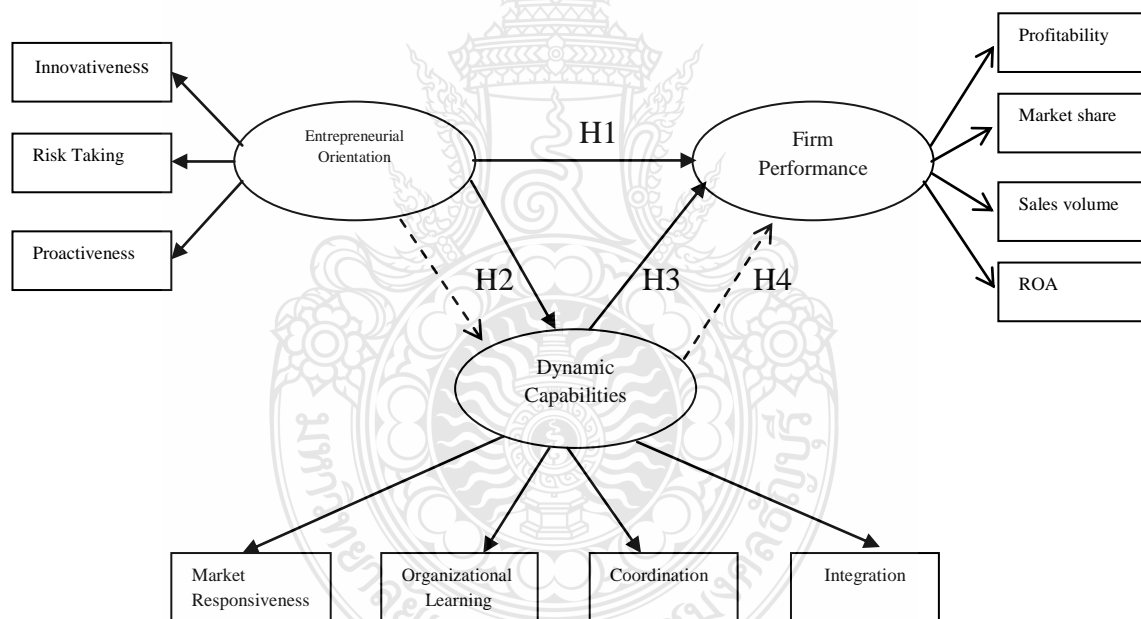 Profitability
Innovativeness
Entrepreneurial
Orientation
H1
Firm
Performance
Market share
Risk Taking
Sales volume
Proactiveness
H2
H3
H4
ROA
Dynamic
Capabilities
Market
Responsiveness
Organizational
Learning
Coordination
Integration